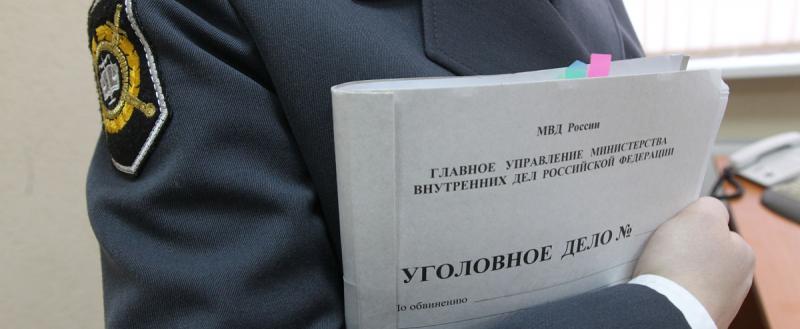 МВД России
ГЛАВНОЕ УПРАВЛЕНИЕ МИНИСТЕРСТВА
ВНУТРЕННИХ ДЕЛ РОССИЙСКОЙ ФЕДЕРАЦИИ
УГОЛОВНОЕ ДЕЛО №
По обвинению